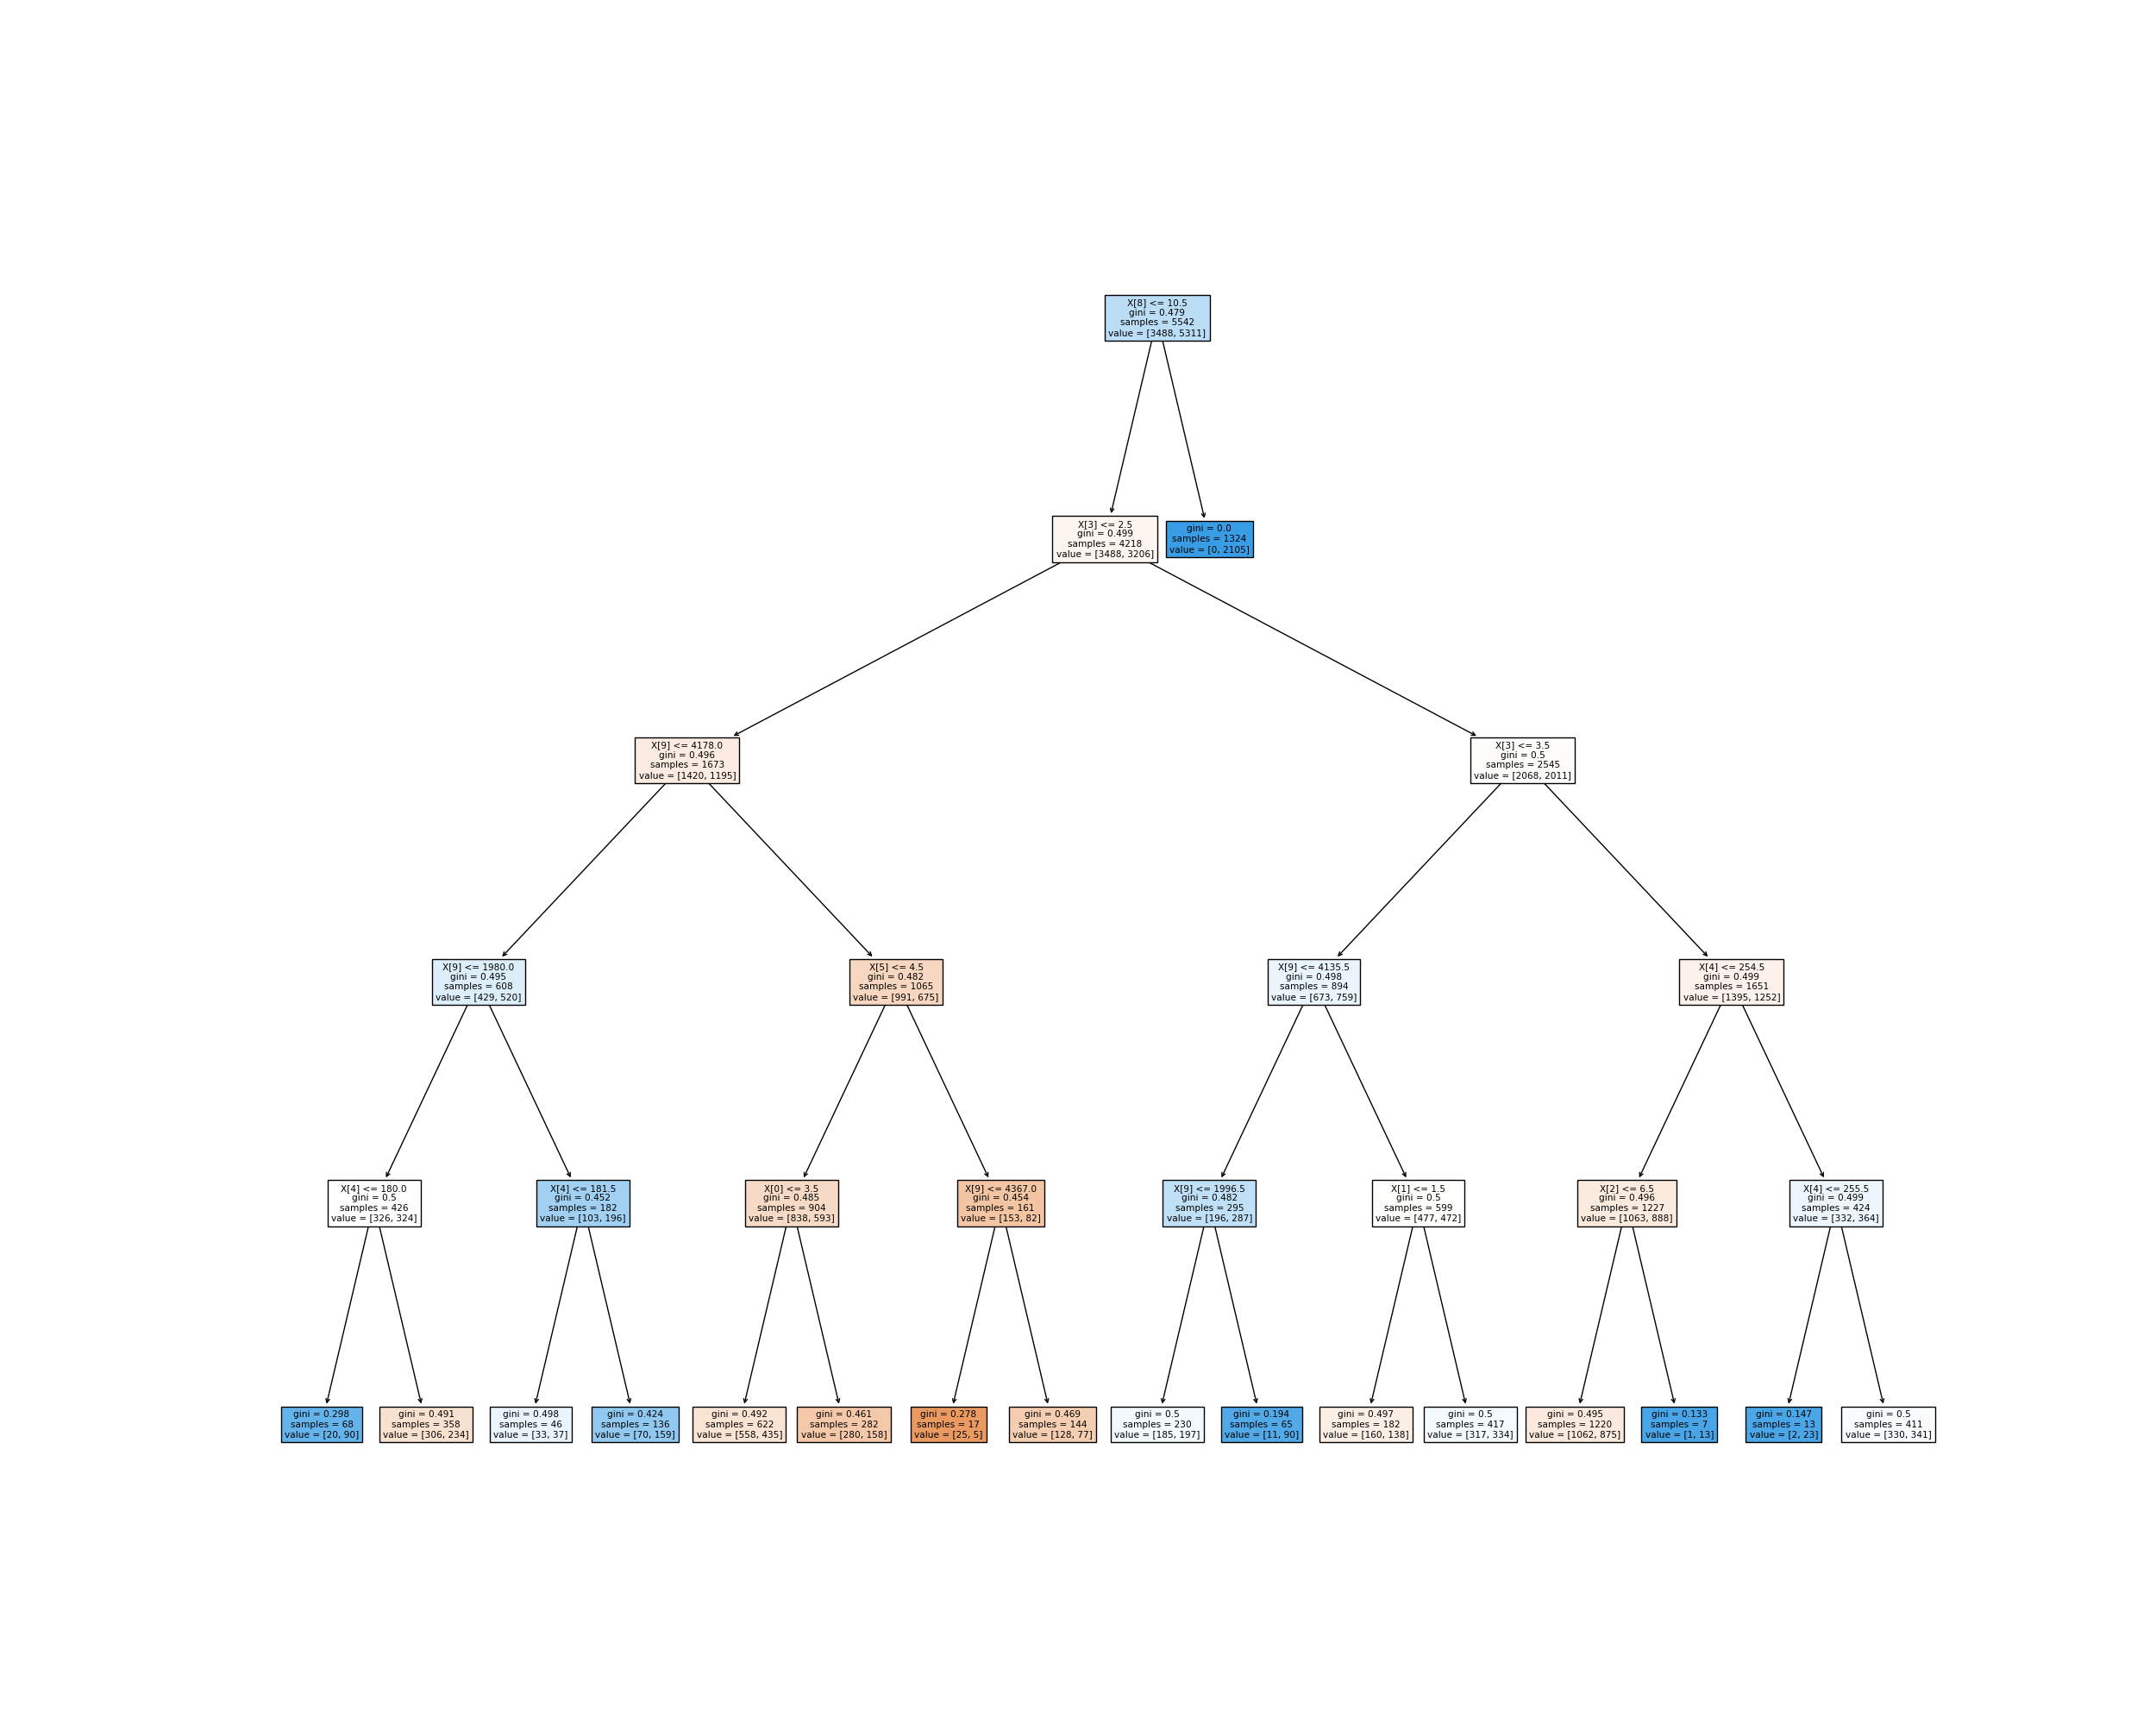 X[8] <= 10.5
gini = 0.479
samples = 5542
value = [3488, 5311]
X[3] <= 2.5
gini = 0.499
samples = 4218
value = [3488, 3206]
gini = 0.0
samples = 1324
value = [0, 2105]
X[9] <= 4178.0
gini = 0.496
samples = 1673
value = [1420, 1195]
X[3] <= 3.5
gini = 0.5
samples = 2545
value = [2068, 2011]
X[9] <= 1980.0
gini = 0.495
samples = 608
value = [429, 520]
X[5] <= 4.5
gini = 0.482
samples = 1065
value = [991, 675]
X[9] <= 4135.5
gini = 0.498
samples = 894
value = [673, 759]
X[4] <= 254.5
gini = 0.499
samples = 1651
value = [1395, 1252]
X[4] <= 180.0
gini = 0.5
samples = 426
value = [326, 324]
X[4] <= 181.5
gini = 0.452
samples = 182
value = [103, 196]
X[0] <= 3.5
gini = 0.485
samples = 904
value = [838, 593]
X[9] <= 4367.0
gini = 0.454
samples = 161
value = [153, 82]
X[9] <= 1996.5
gini = 0.482
samples = 295
value = [196, 287]
X[1] <= 1.5
gini = 0.5
samples = 599
value = [477, 472]
X[2] <= 6.5
gini = 0.496
samples = 1227
value = [1063, 888]
X[4] <= 255.5
gini = 0.499
samples = 424
value = [332, 364]
gini = 0.298
samples = 68
value = [20, 90]
gini = 0.491
samples = 358
value = [306, 234]
gini = 0.498
samples = 46
value = [33, 37]
gini = 0.424
samples = 136
value = [70, 159]
gini = 0.492
samples = 622
value = [558, 435]
gini = 0.461
samples = 282
value = [280, 158]
gini = 0.278
samples = 17
value = [25, 5]
gini = 0.469
samples = 144
value = [128, 77]
gini = 0.5
samples = 230
value = [185, 197]
gini = 0.194
samples = 65
value = [11, 90]
gini = 0.497
samples = 182
value = [160, 138]
gini = 0.5
samples = 417
value = [317, 334]
gini = 0.495
samples = 1220
value = [1062, 875]
gini = 0.133
samples = 7
value = [1, 13]
gini = 0.147
samples = 13
value = [2, 23]
gini = 0.5
samples = 411
value = [330, 341]